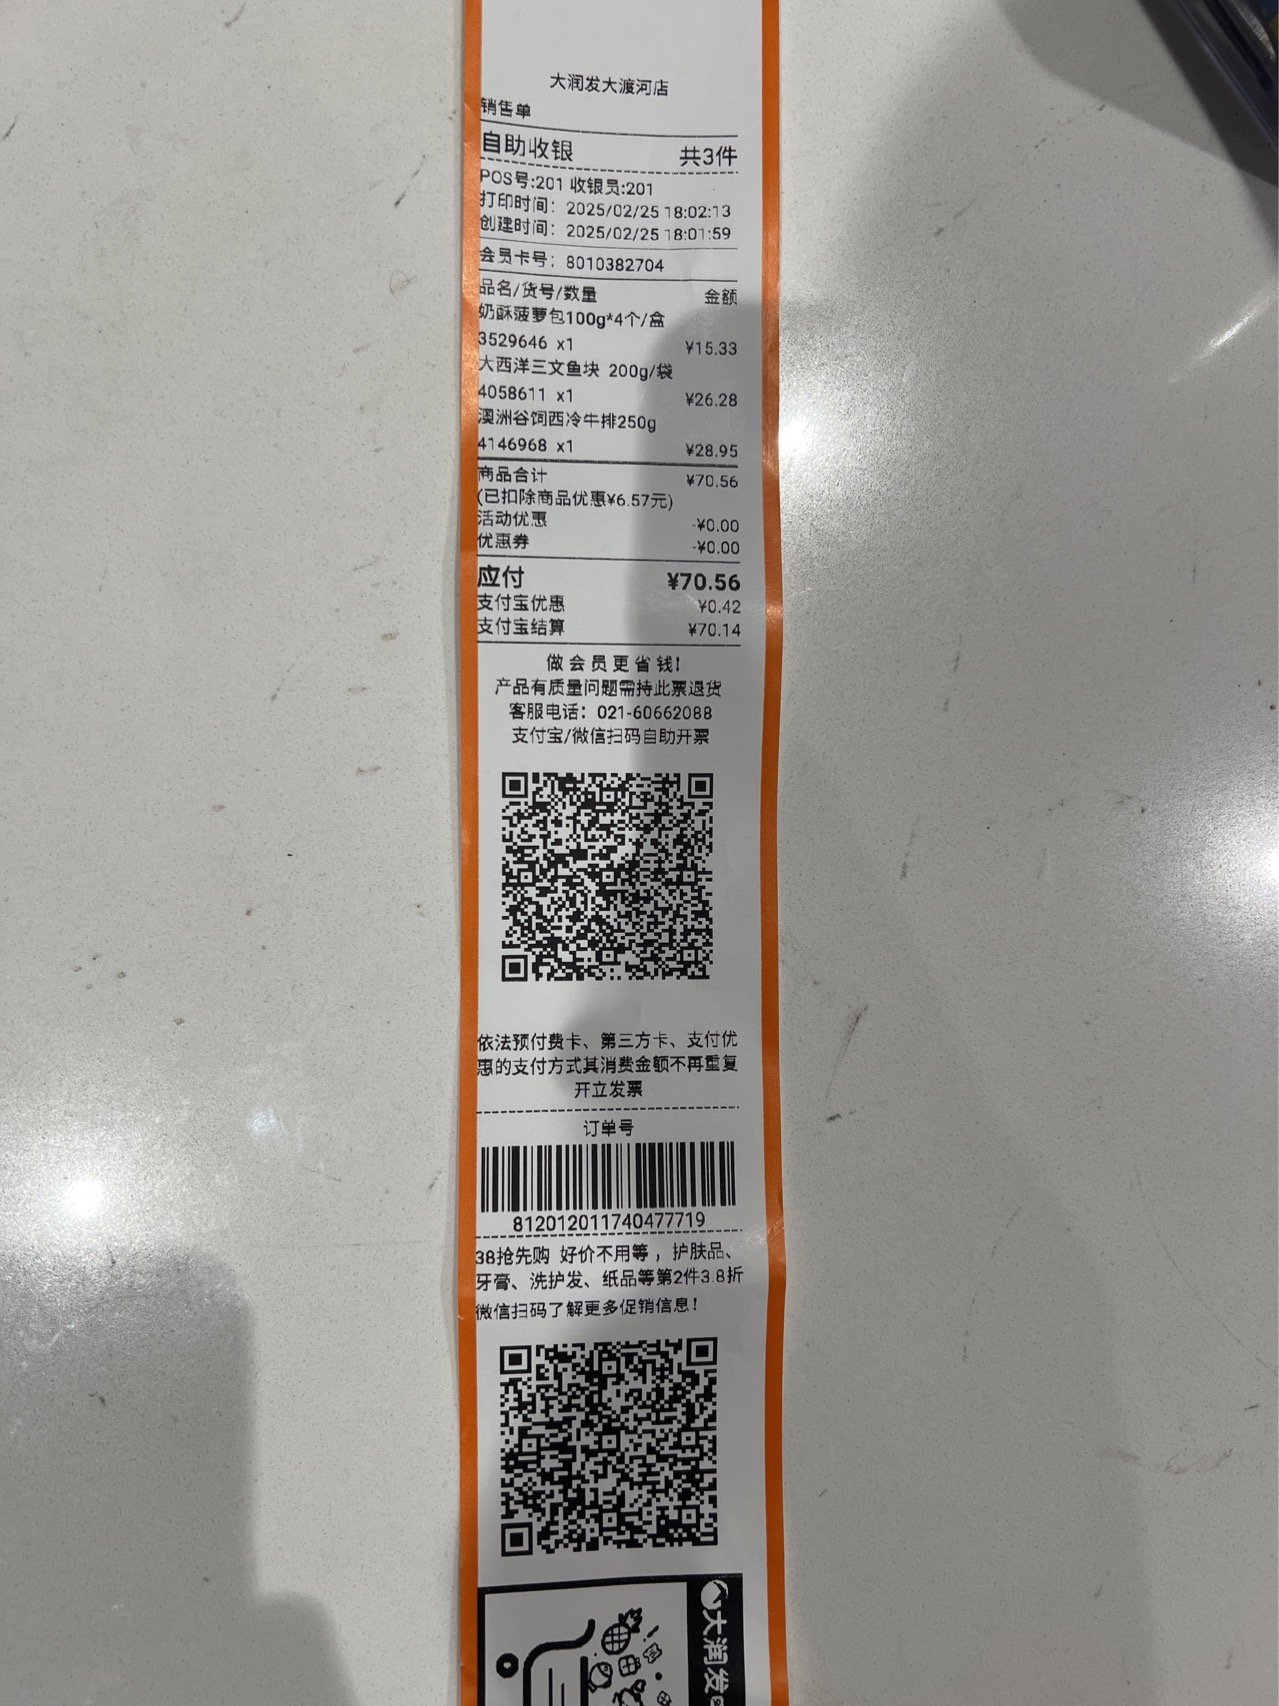 大润发大渡河店
销售单
自助收银 共3件
POS号:201 收银员:201
打印时间: 2025/02/25 18:02:13
创建时间: 2025/02/25 18:01:59
会员卡号: 8010382704
品名/货号/数量 金额
奶酥菠萝包100g*4个/盒
3529646 x1 ¥15.33
大西洋三文鱼块 200g/袋
4058611 x1 ¥26.28
澳洲谷饲西冷牛排250g
4146968 x1 ¥28.95
商品合计 ¥70.56
(已扣除商品优惠¥6.57元)
活动优惠 -¥0.00
优惠券 -¥0.00
应付 ¥70.56
支付宝优惠 ¥0.42
支付宝结算 ¥70.14
做会员更省钱!
产品有质量问题需持此票退货
客服电话: 021-60662088
支付宝/微信扫码自助开票
依法预付费卡、第三方卡、支付优
惠的支付方式其消费金额不再重复
开立发票
订单号
812012011740477719
38抢先购 好价不用等，护肤品、
牙膏、洗护发、纸品等第2件3.8折
微信扫码了解更多促销信息!
大润发